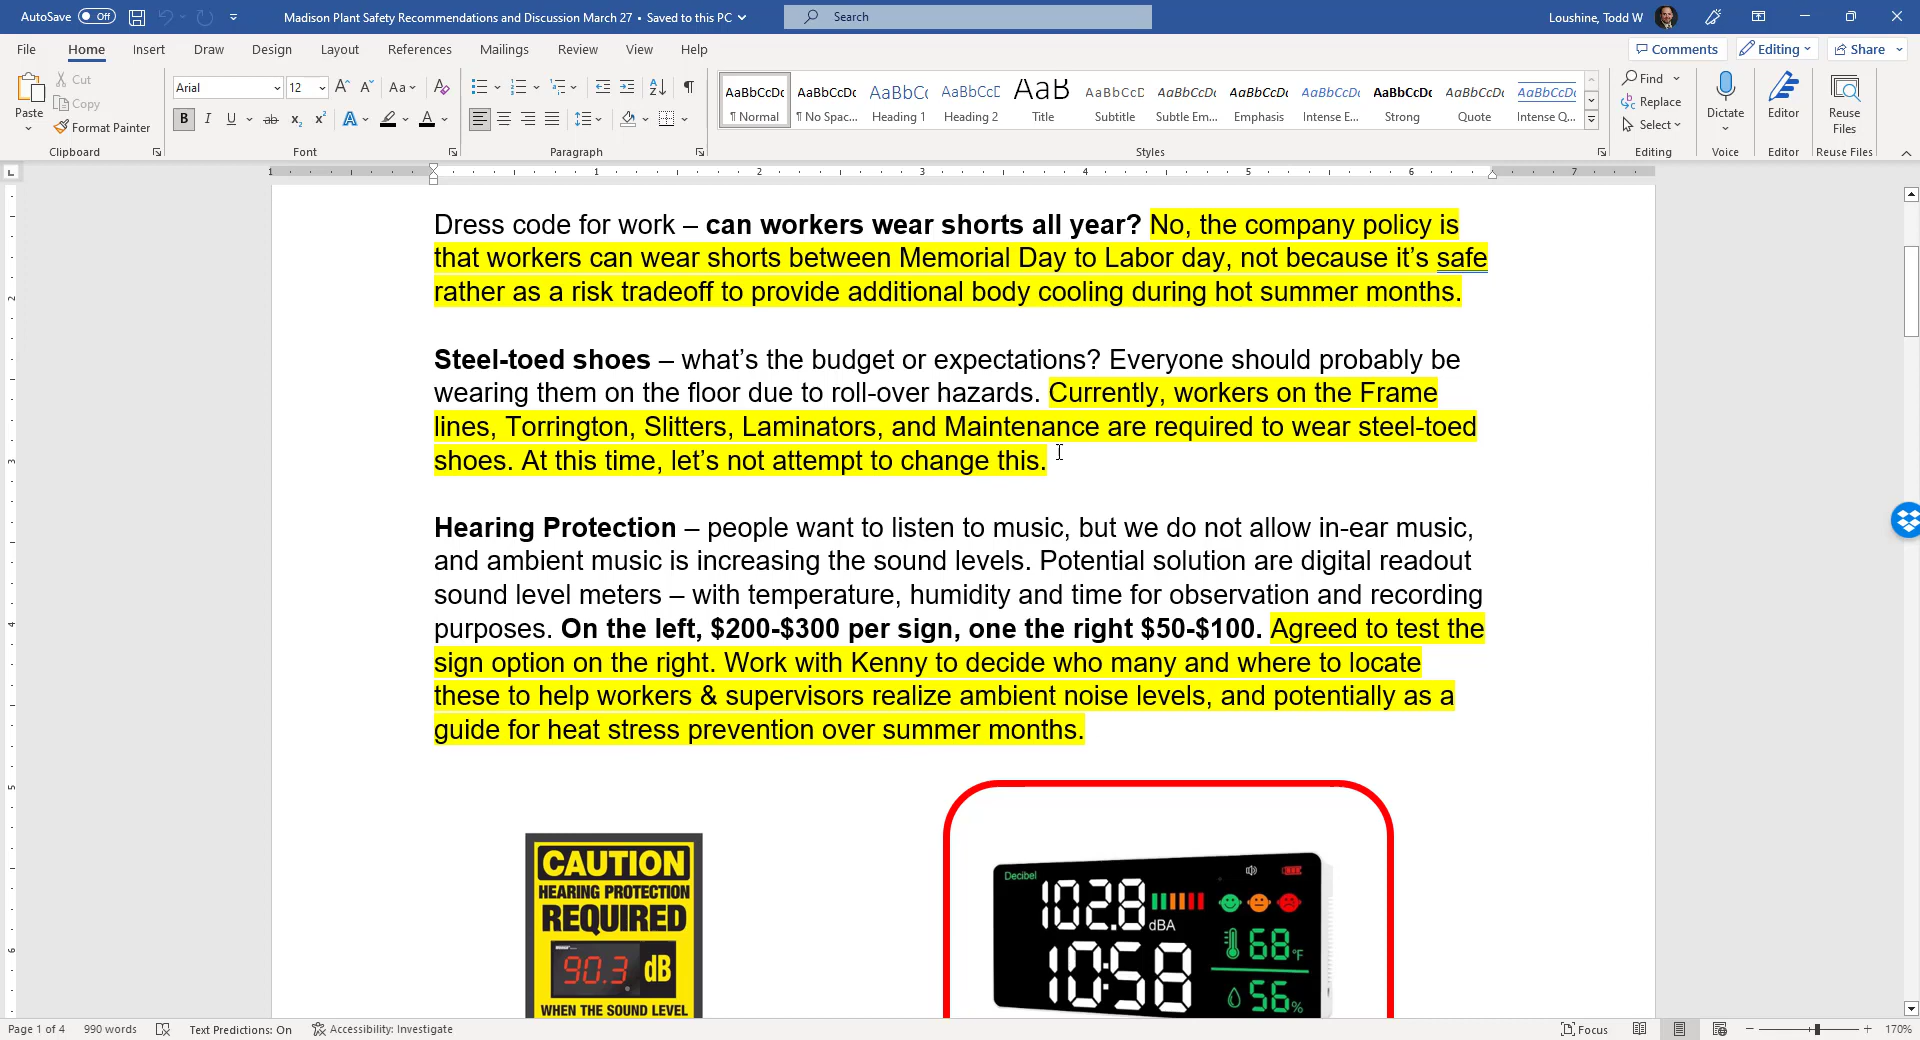 AutoSave Off
Madison Plant Safety Recommendations and Discussion March 27 • Saved to this PC
Search
Loushine, Todd W
File Home Insert Draw Design Layout References Mailings Review View Help
Comments Editing Share
Paste
Cut
Copy
Format Painter
Clipboard
Arial 12
Font
Paragraph
AaBbCcDc AaBbCcDc AaBbCc AaBbCcC AaB AaBbCcD AaBbCcDc AaBbCcDc AaBbCcDc AaBbCcDc AaBbCcDc AaBbCcDc
¶ Normal ¶ No Spac... Heading 1 Heading 2 Title Subtitle Subtle Em... Emphasis Intense E... Strong Quote Intense Q...
Styles
Find
Replace
Select
Editing
Dictate
Voice
Editor
Editor
Reuse
Files
Reuse Files
1 1 2 3 4 5 6 7
Dress code for work – can workers wear shorts all year? No, the company policy is
that workers can wear shorts between Memorial Day to Labor day, not because it’s safe
rather as a risk tradeoff to provide additional body cooling during hot summer months.
Steel-toed shoes – what’s the budget or expectations? Everyone should probably be
wearing them on the floor due to roll-over hazards. Currently, workers on the Frame
lines, Torrington, Slitters, Laminators, and Maintenance are required to wear steel-toed
shoes. At this time, let’s not attempt to change this.
Hearing Protection – people want to listen to music, but we do not allow in-ear music,
and ambient music is increasing the sound levels. Potential solution are digital readout
sound level meters – with temperature, humidity and time for observation and recording
purposes. On the left, $200-$300 per sign, one the right $50-$100. Agreed to test the
sign option on the right. Work with Kenny to decide who many and where to locate
these to help workers & supervisors realize ambient noise levels, and potentially as a
guide for heat stress prevention over summer months.
CAUTION
HEARING PROTECTION
REQUIRED
90.3 dB
WHEN THE SOUND LEVEL
Decibel
102.8 dBA
10:58
68°F
56%
Page 1 of 4 990 words Text Predictions: On Accessibility: Investigate
Focus
170%